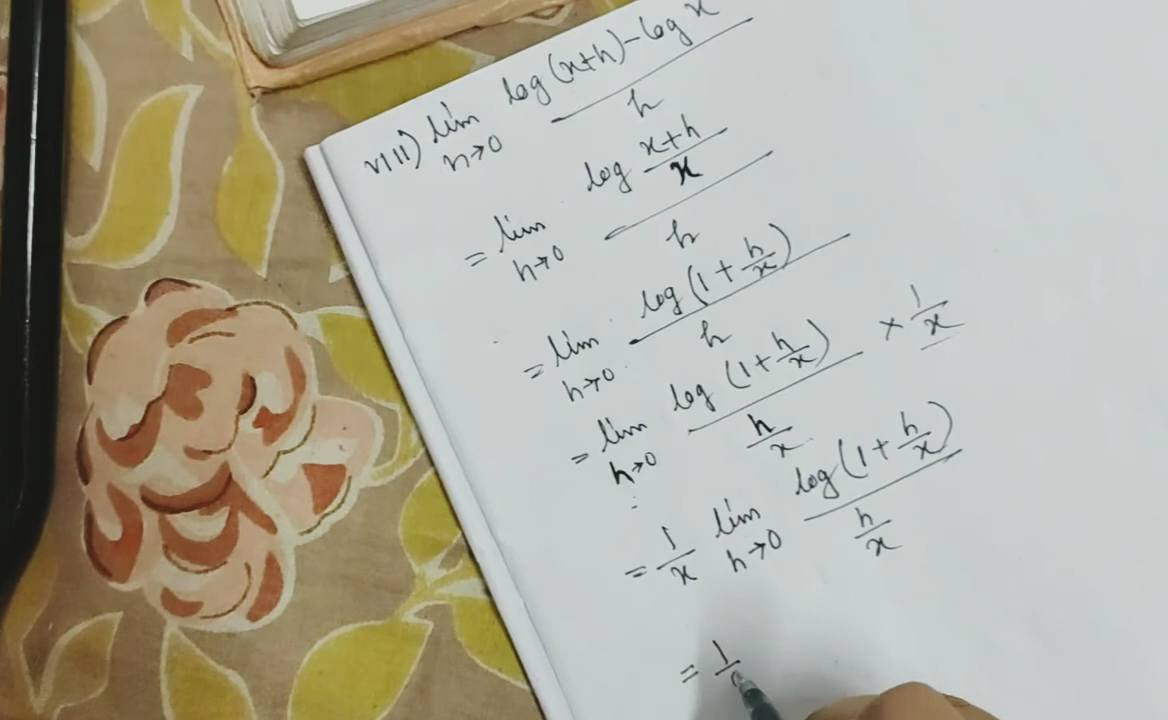 viii) lim h→0 log(x+h)-log x / h
= lim h→0 log x+h/x / h
= lim h→0 log(1+h/x) / h
= lim h→0 log(1+h/x) / h/x × 1/x
= 1/x lim h→0 log(1+h/x) / h/x
= 1/